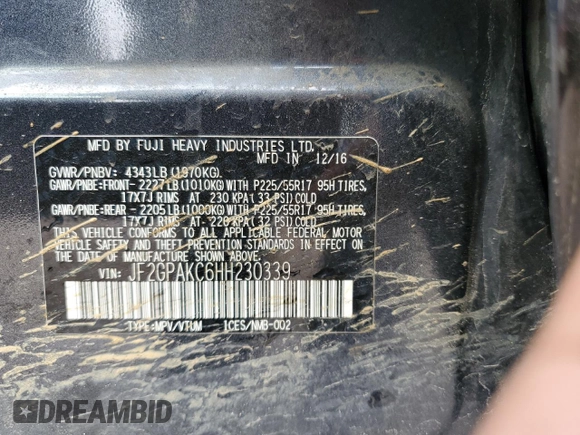 MFD BY FUJI HEAVY INDUSTRIES LTD.
MFD IN 12/16
GVWR/PNBV: 4343LB(1970KG).
GAWR/PNBE:FRONT-2227LB(1010KG)WITH P225/55R17 95H TIRES,
17X7J RIMS AT 230 KPA(33 PSI)COLD
GAWR/PNBE:REAR -2205LB(1000KG)WITH P225/55R17 95H TIRES,
17X7J RIMS AT 220 KPA(32 PSI)COLD
THIS VEHICLE CONFORMS TO ALL APPLICABLE FEDERAL MOTOR
VEHICLE SAFETY AND THEFT PREVENTION STANDARDS IN EFFECT ON
THE DATE OF MANUFACTURE SHOWN ABOVE.
VIN: JF2GPAKC6HH230339
TYPE:MPV/VTUM ICES/NMB-002
DREAMBID